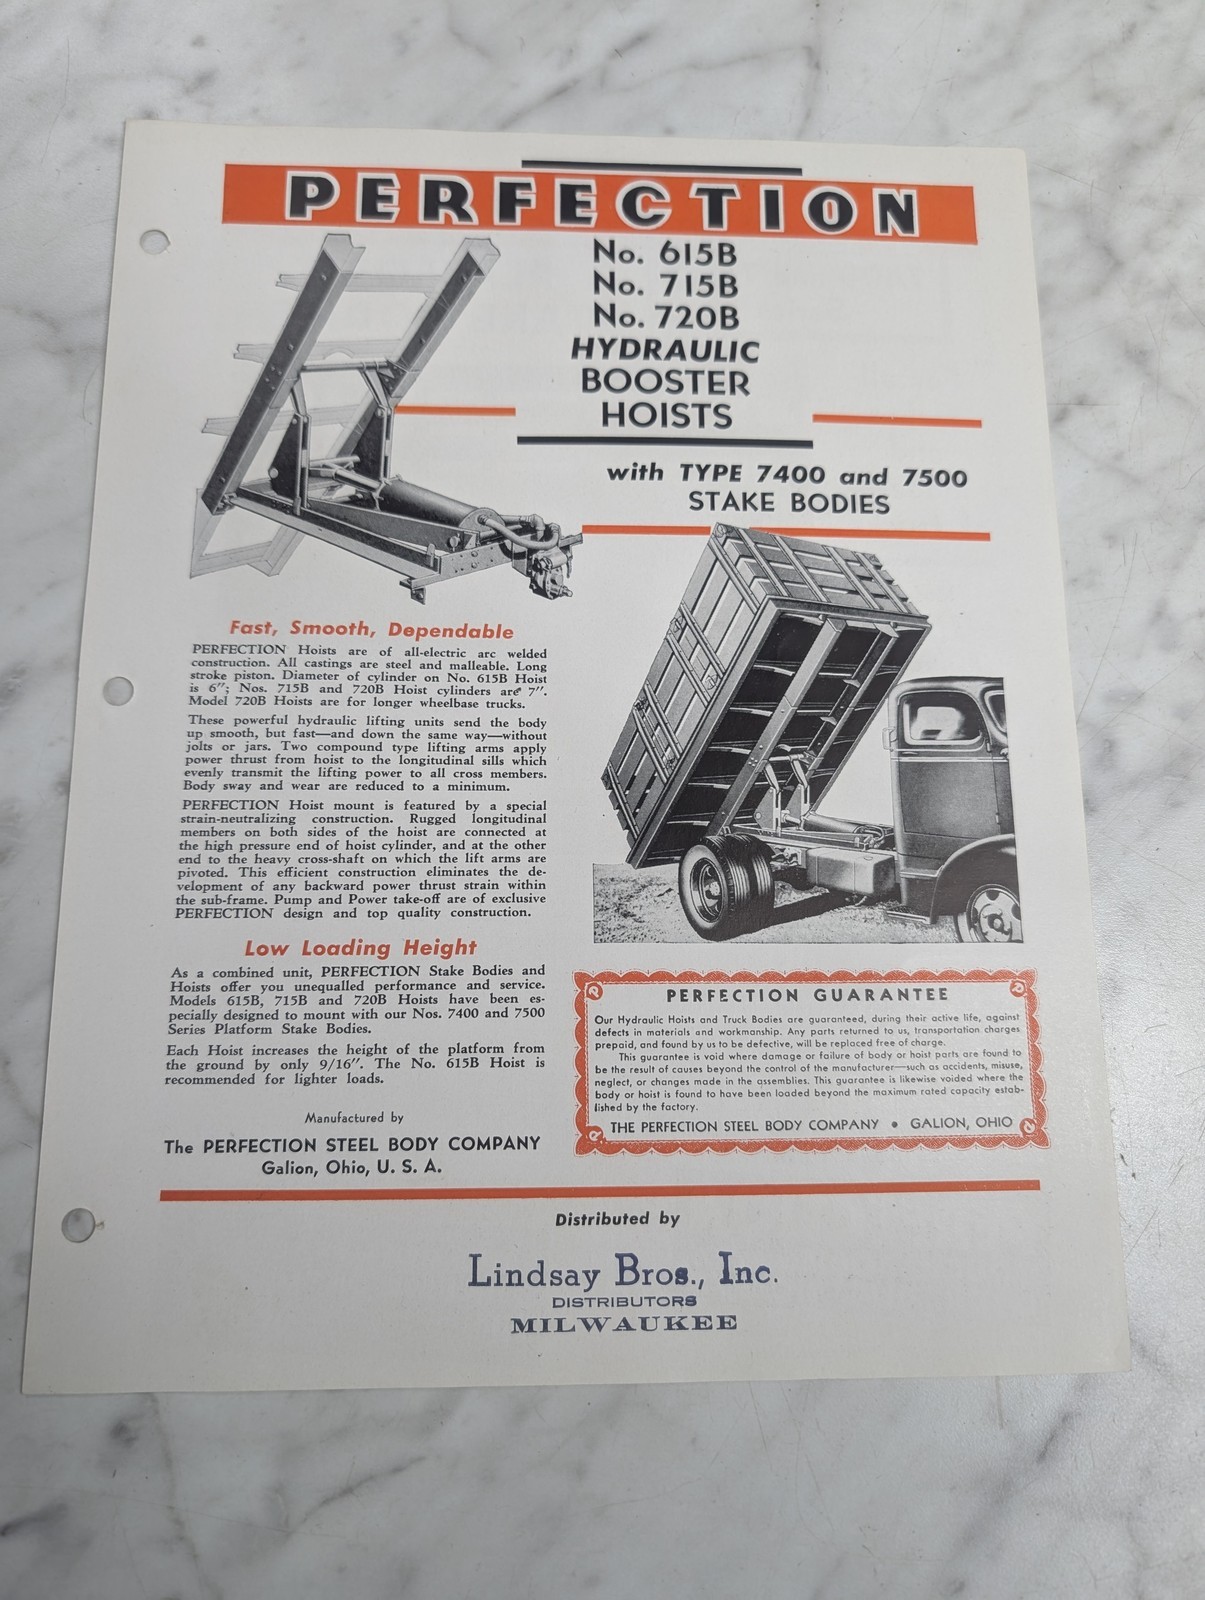 PERFECTION
No. 615B
No. 715B
No. 720B
HYDRAULIC
BOOSTER
HOISTS
with TYPE 7400 and 7500
STAKE BODIES
Fast, Smooth, Dependable
PERFECTION Hoists are of all-electric arc welded
construction. All castings are steel and malleable. Long
stroke piston. Diameter of cylinder on No. 615B Hoist
is 6"; Nos. 715B and 720B Hoist cylinders are 7".
Model 720B Hoists are for longer wheelbase trucks.
These powerful hydraulic lifting units send the body
up smooth, but fast—and down the same way—without
jolts or jars. Two compound type lifting arms apply
power thrust from hoist to the longitudinal sills which
evenly transmit the lifting power to all cross members.
Body sway and wear are reduced to a minimum.
PERFECTION Hoist mount is featured by a special
strain-neutralizing construction. Rugged longitudinal
members on both sides of the hoist are connected at
the high pressure end of hoist cylinder, and at the other
end to the heavy cross-shaft on which the lift arms are
pivoted. This efficient construction eliminates the de-
velopment of any backward power thrust strain within
the sub-frame. Pump and Power take-off are of exclusive
PERFECTION design and top quality construction.
Low Loading Height
As a combined unit, PERFECTION Stake Bodies and
Hoists offer you unequalled performance and service.
Models 615B, 715B and 720B Hoists have been es-
pecially designed to mount with our Nos. 7400 and 7500
Series Platform Stake Bodies.
Each Hoist increases the height of the platform from
the ground by only 9/16". The No. 615B Hoist is
recommended for lighter loads.
Manufactured by
The PERFECTION STEEL BODY COMPANY
Galion, Ohio, U. S. A.
PERFECTION GUARANTEE
Our Hydraulic Hoists and Truck Bodies are guaranteed, during their active life, against
defects in materials and workmanship. Any parts returned to us, transportation charges
prepaid, and found by us to be defective, will be replaced free of charge.
This guarantee is void where damage or failure of body or hoist parts are found to
be the result of causes beyond the control of the manufacturer—such as accidents, misuse,
neglect, or changes made in the assemblies. This guarantee is likewise voided where the
body or hoist is found to have been loaded beyond the maximum rated capacity estab-
lished by the factory.
THE PERFECTION STEEL BODY COMPANY • GALION, OHIO
Distributed by
Lindsay Bros., Inc.
DISTRIBUTORS
MILWAUKEE